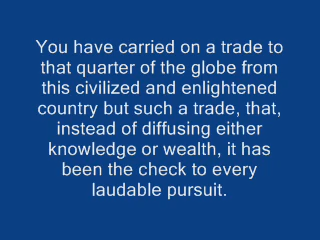 You have carried on a trade to
that quarter of the globe from
this civilized and enlightened
country but such a trade, that,
instead of diffusing either
knowledge or wealth, it has
been the check to every
laudable pursuit.